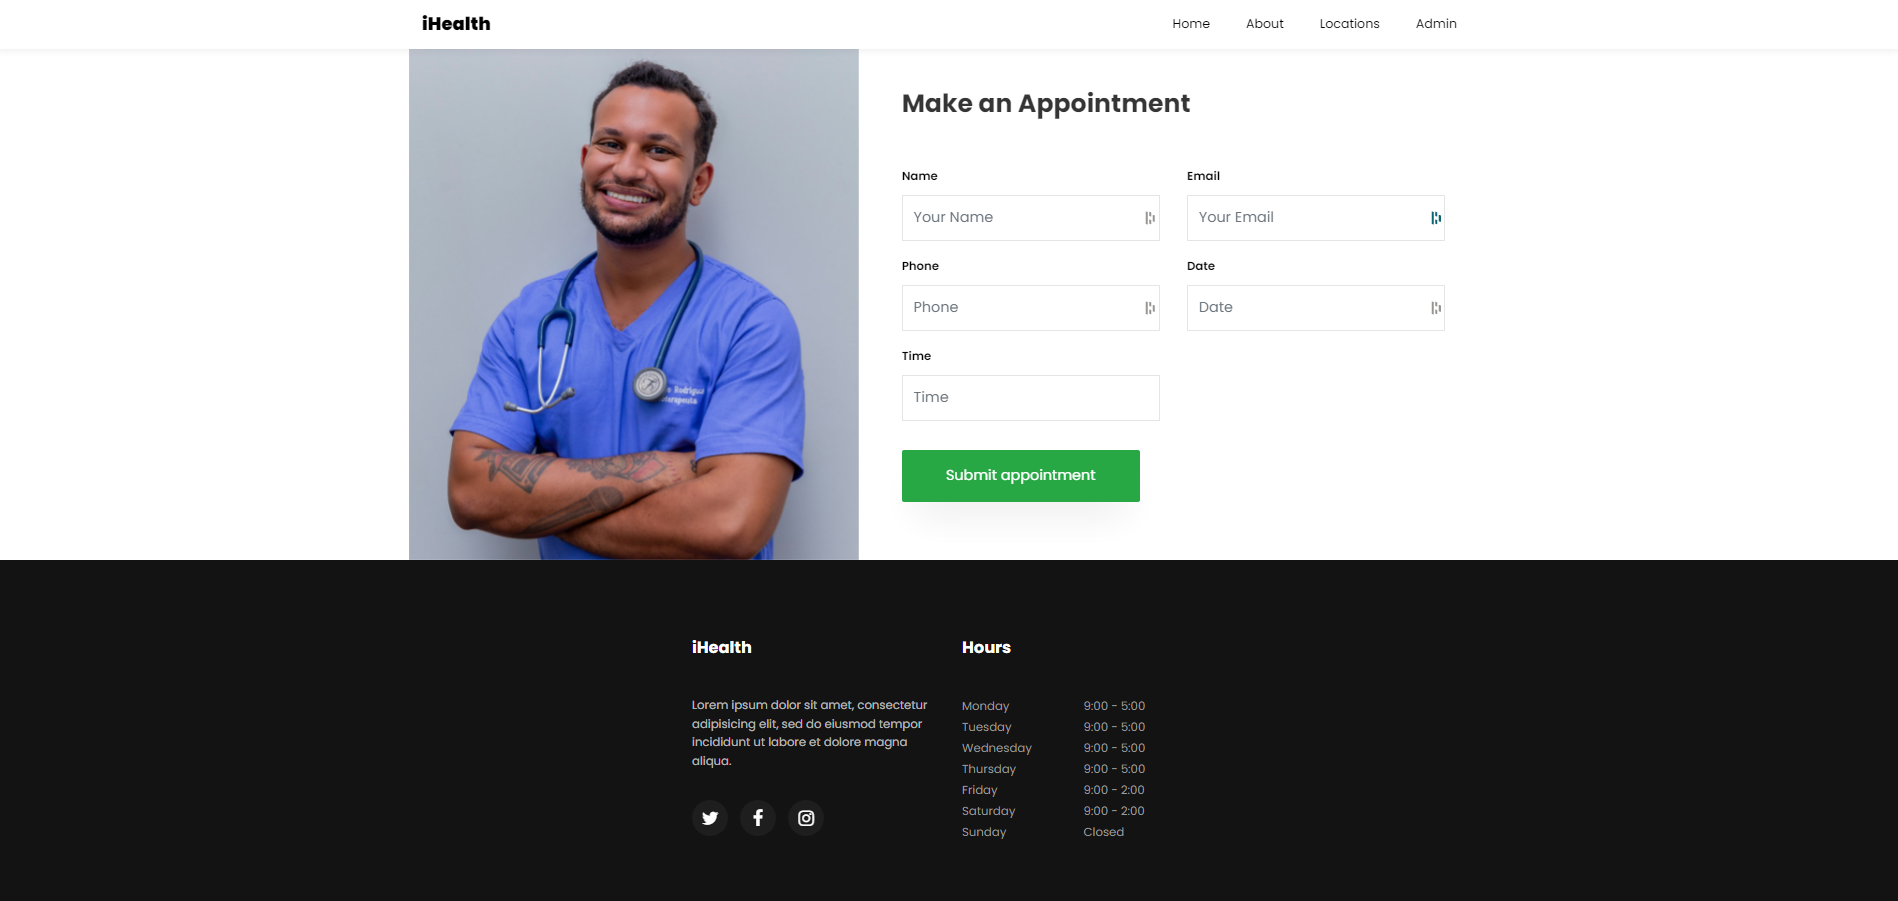 iHealth
Home About Locations Admin
Make an Appointment
Name Email
Your Name Your Email
Phone Date
Phone Date
Time
Time
Submit appointment
iHealth
Lorem ipsum dolor sit amet, consectetur
adipisicing elit, sed do eiusmod tempor
incididunt ut labore et dolore magna
aliqua.
Hours
Monday 9:00 - 5:00
Tuesday 9:00 - 5:00
Wednesday 9:00 - 5:00
Thursday 9:00 - 5:00
Friday 9:00 - 2:00
Saturday 9:00 - 2:00
Sunday Closed